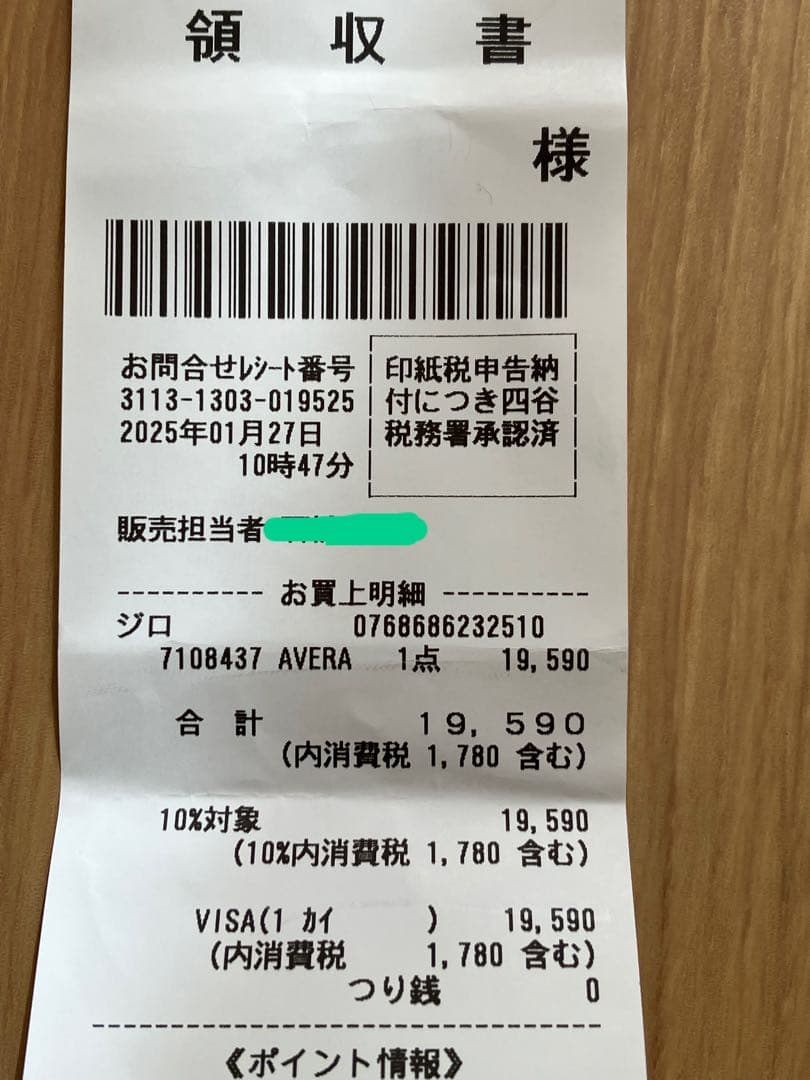 領収書
様
お問合せﾚｼｰﾄ番号
3113-1303-019525
2025年01月27日
10時47分
印紙税申告納
付につき四谷
税務署承認済
販売担当者
---------- お買上明細 ----------
ジロ 0768686232510
7108437 AVERA 1点 19,590
合 計 19,590
(内消費税 1,780 含む)
10%対象 19,590
(10%内消費税 1,780 含む)
VISA(1 ｶｲ ) 19,590
(内消費税 1,780 含む)
つり銭 0
《ポイント情報》